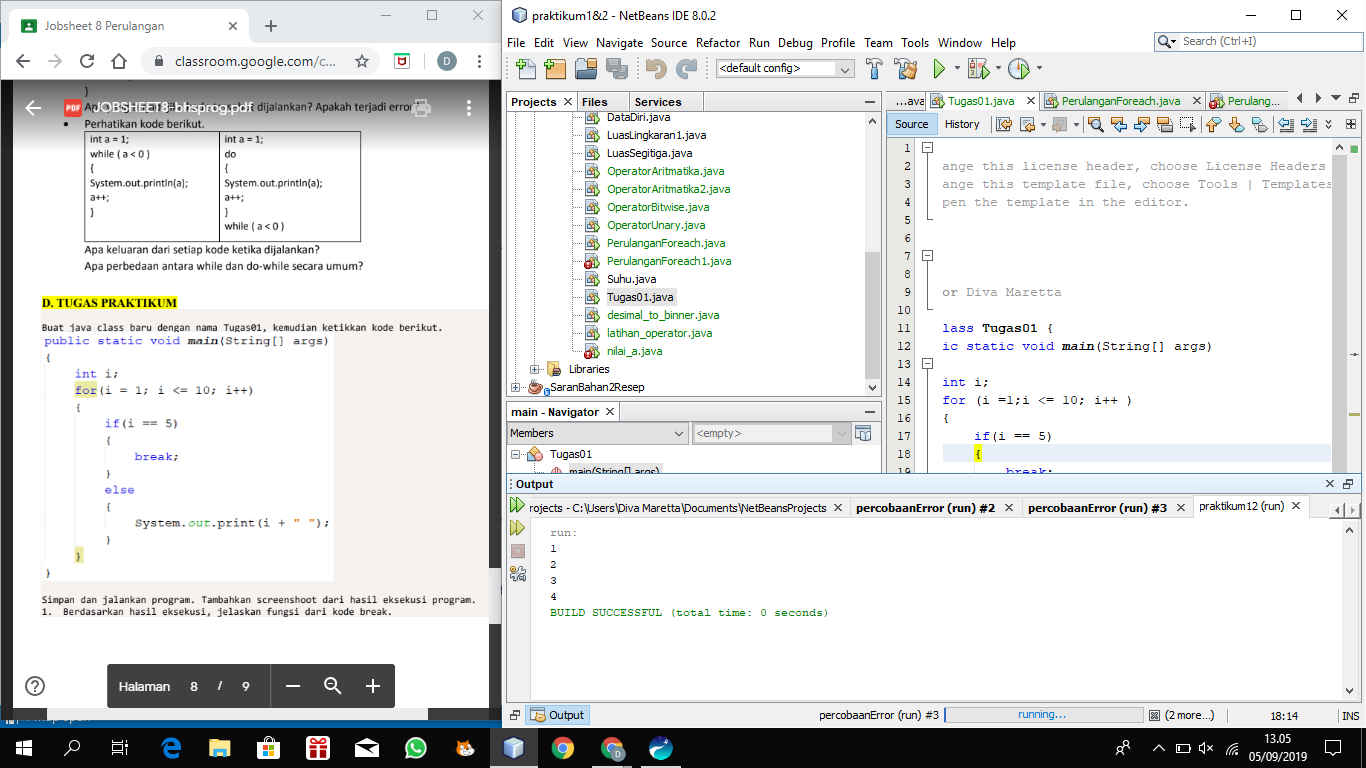 Jobsheet 8 Perulangan
classroom.google.com/c...
D
JOBSHEET8-bhsprog.pdf
}
dijalankan? Apakah terjadi error
Perhatikan kode berikut.
int a = 1;
while ( a < 0 )
{
System.out.println(a);
a++;
}
int a = 1;
do
{
System.out.println(a);
a++;
}
while ( a < 0 )
Apa keluaran dari setiap kode ketika dijalankan?
Apa perbedaan antara while dan do-while secara umum?
D. TUGAS PRAKTIKUM
Buat java class baru dengan nama Tugas01, kemudian ketikkan kode berikut.
public static void main(String[] args)
{
int i;
for(i = 1; i <= 10; i++)
{
if(i == 5)
{
break;
}
else
{
System.out.print(i + " ");
}
}
}
Simpan dan jalankan program. Tambahkan screenshoot dari hasil eksekusi program.
1. Berdasarkan hasil eksekusi, jelaskan fungsi dari kode break.
Halaman 8 / 9
praktikum1&2 - NetBeans IDE 8.0.2
File Edit View Navigate Source Refactor Run Debug Profile Team Tools Window Help
Search (Ctrl+I)
<default config>
Projects Files Services
DataDiri.java
LuasLingkaran1.java
LuasSegitiga.java
OperatorAritmatika.java
OperatorAritmatika2.java
OperatorBitwise.java
OperatorUnary.java
PerulanganForeach.java
PerulanganForeach1.java
Suhu.java
Tugas01.java
desimal_to_binner.java
latihan_operator.java
nilai_a.java
Libraries
SaranBahan2Resep
main - Navigator
Members
<empty>
Tugas01
main(String[] args)
...ava Tugas01.java PerulanganForeach.java Perulang...
Source History
1
2 ange this license header, choose License Headers
3 ange this template file, choose Tools | Templates
4 pen the template in the editor.
5
6
7
8
9 or Diva Maretta
10
11 lass Tugas01 {
12 ic static void main(String[] args)
13
14 int i;
15 for (i =1;i <= 10; i++ )
16 {
17 if(i == 5)
18 {
19 break;
Output
rojects - C:\Users\Diva Maretta\Documents\NetBeansProjects percobaanError (run) #2 percobaanError (run) #3 praktikum12 (run)
run:
1
2
3
4
BUILD SUCCESSFUL (total time: 0 seconds)
Output
percobaanError (run) #3 running... (2 more...) 18:14 INS
13.05
05/09/2019